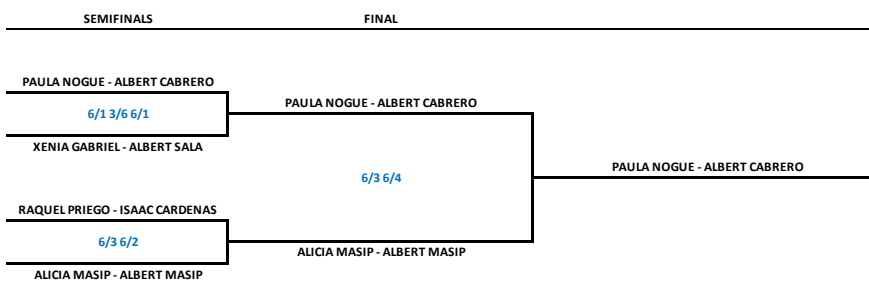 SEMIFINALS FINAL
PAULA NOGUE - ALBERT CABRERO
PAULA NOGUE - ALBERT CABRERO
6/1 3/6 6/1
XENIA GABRIEL - ALBERT SALA
PAULA NOGUE - ALBERT CABRERO
6/3 6/4
RAQUEL PRIEGO - ISAAC CARDENAS
6/3 6/2
ALICIA MASIP - ALBERT MASIP
ALICIA MASIP - ALBERT MASIP